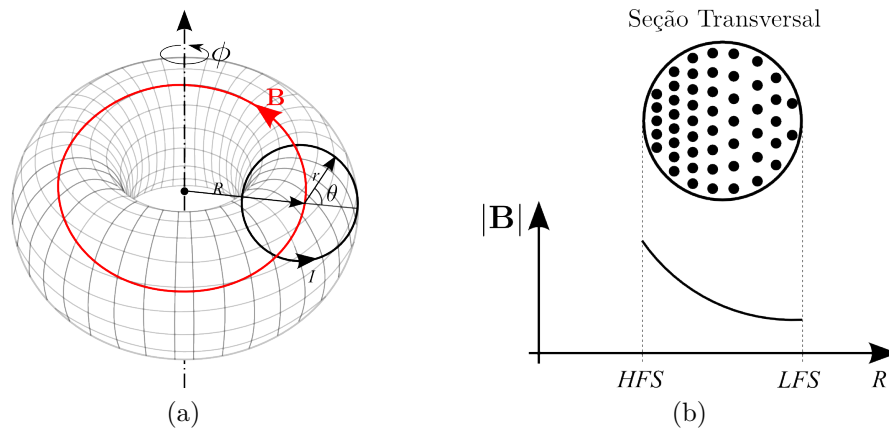 ϕ
B
R
r
θ
I
(a)
Seção Transversal
|B|
HFS
LFS
R
(b)